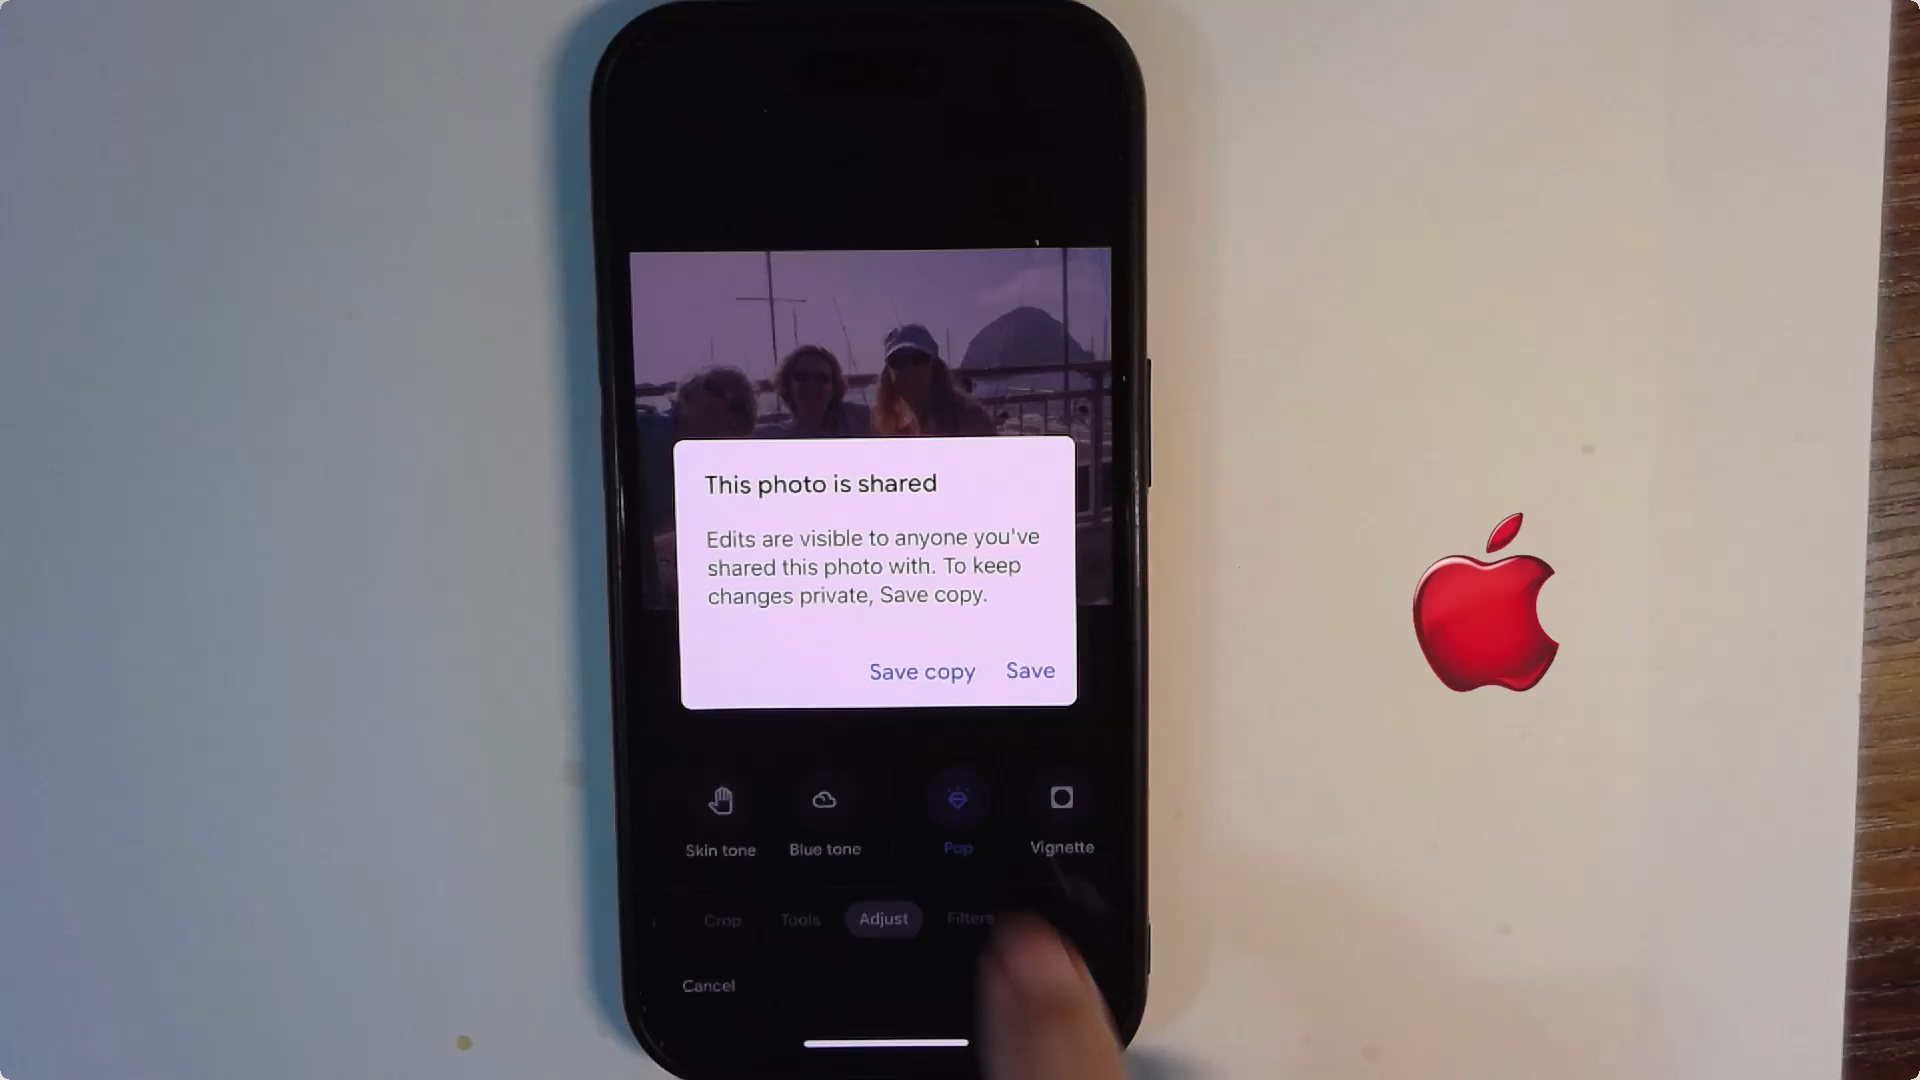 This photo is shared
Edits are visible to anyone you've
shared this photo with. To keep
changes private, Save copy.
Save copy Save
Skin tone Blue tone Pop Vignette
Crop Tools Adjust Filters
Cancel